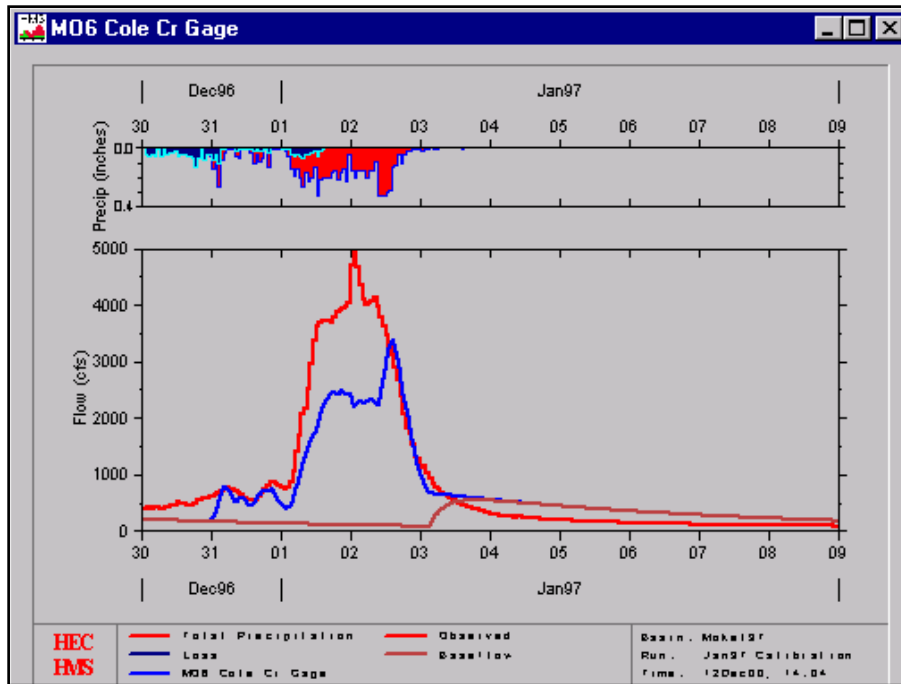 M06 Cole Cr Gage
Dec96 Jan97
30 31 01 02 03 04 05 06 07 08 09
Precip (inches)
0.0
0.4
Flow (cfs)
5000
4000
3000
2000
1000
0
30 31 01 02 03 04 05 06 07 08 09
Dec96 Jan97
HEC
HMS
Total Precipitation
Loss
M06 Cole Cr Gage
Observed
Baseflow
Basin. Mokel97
Run. Jan97 Calibration
Time. 12Dec00, 14.04